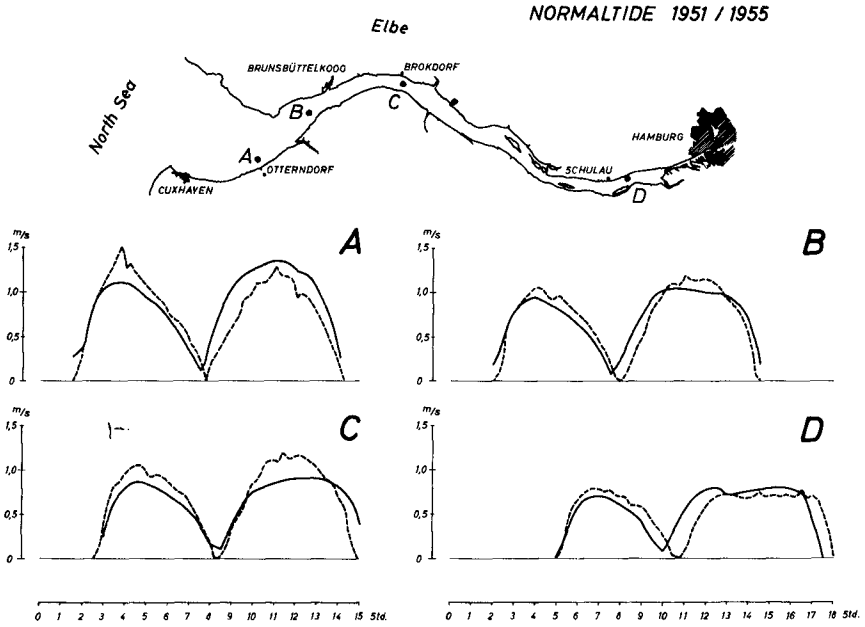 NORMALTIDE 1951 / 1955
Elbe
North Sea
BRUNSBÜTTELKOOG
BROKDORF
B
C
A
OTTERNDORF
CUXHAVEN
HAMBURG
SCHULAU
D
m/s
1,5
1,0
0,5
0
A
m/s
1,5
1,0
0,5
0
B
m/s
1,5
1,0
0,5
0
C
m/s
1,5
1,0
0,5
0
D
0 1 2 3 4 5 6 7 8 9 10 11 12 13 14 15 Std.
0 1 2 3 4 5 6 7 8 9 10 11 12 13 14 15 16 17 18 Std.